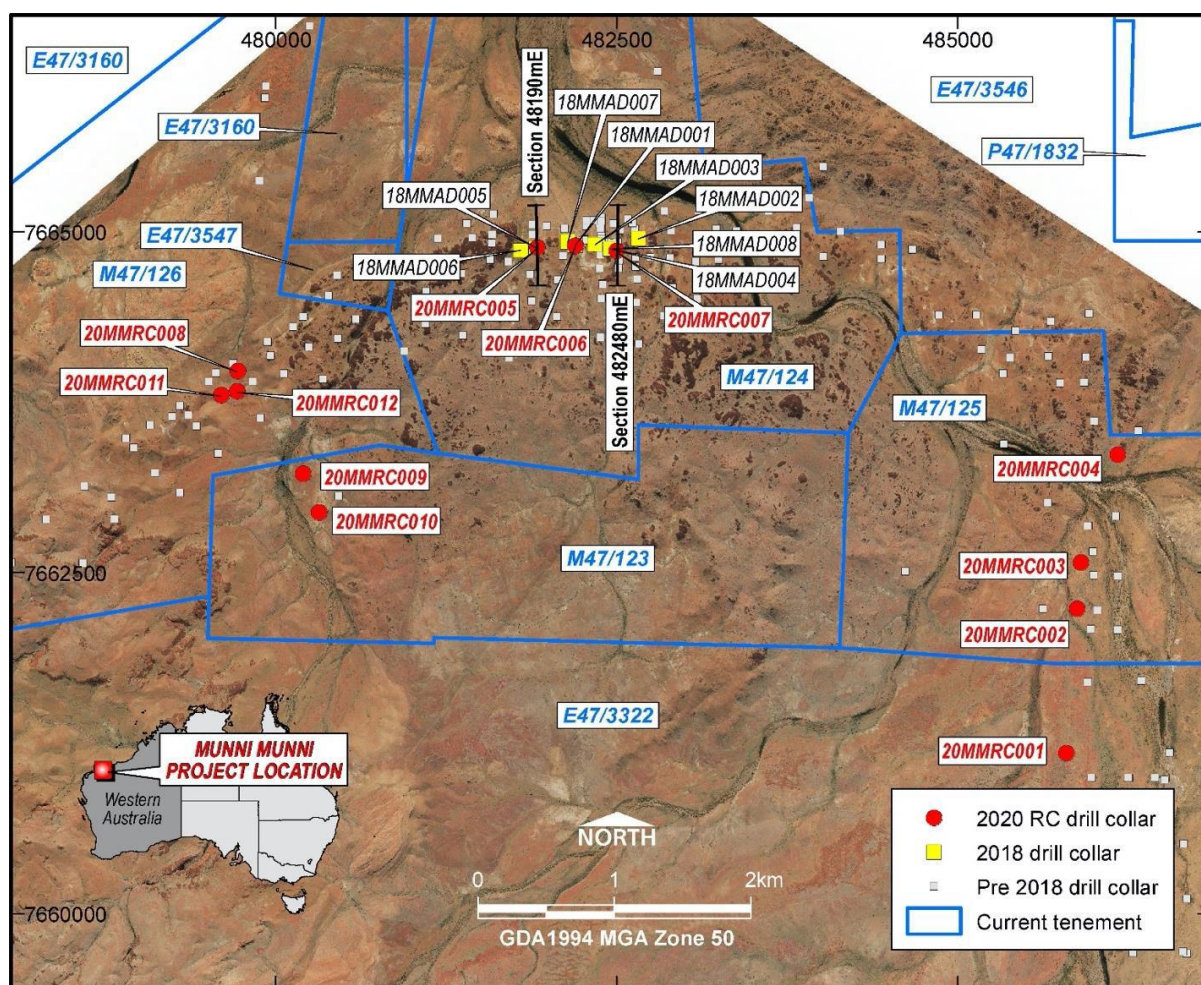 480000
482500
485000
E47/3160
E47/3546
Section 48190mE
18MMAD007
E47/3160
18MMAD001
18MMAD003
P47/1832
18MMAD005
18MMAD002
7665000
E47/3547
M47/126
18MMAD006
18MMAD008
18MMAD004
20MMRC005
20MMRC007
20MMRC006
20MMRC008
20MMRC011
20MMRC012
Section 482480mE
M47/124
M47/125
20MMRC004
20MMRC009
20MMRC010
M47/123
7662500
20MMRC003
20MMRC002
E47/3322
20MMRC001
MUNNI MUNNI
PROJECT LOCATION
Western
Australia
NORTH
0 1 2km
GDA1994 MGA Zone 50
7660000
2020 RC drill collar
2018 drill collar
Pre 2018 drill collar
Current tenement